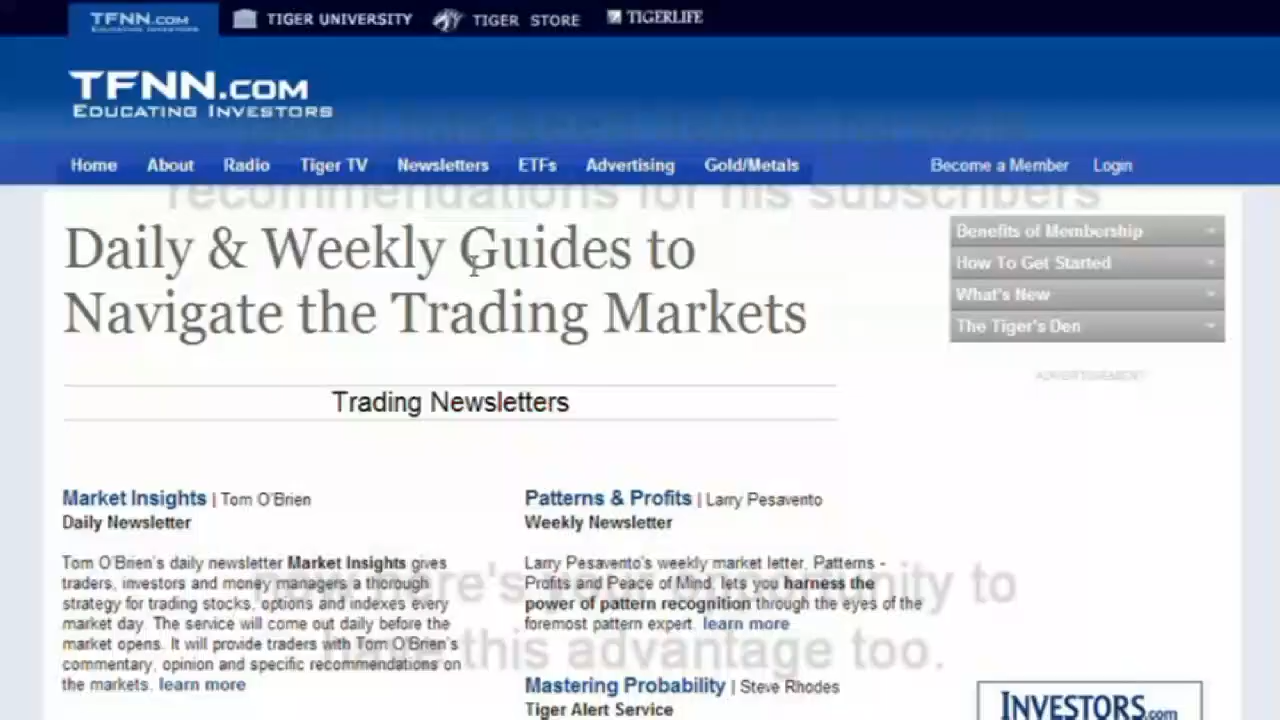 TFNN.COM
EDUCATING INVESTORS
TIGER UNIVERSITY
TIGER STORE
TIGERLIFE
TFNN.COM
EDUCATING INVESTORS
Home About Radio Tiger TV Newsletters ETFs Advertising Gold/Metals Become a Member Login
recommendations for his subscribers
Daily & Weekly Guides to
Navigate the Trading Markets
Benefits of Membership
How To Get Started
What's New
The Tiger's Den
ADVERTISEMENT
Trading Newsletters
Market Insights | Tom O'Brien
Daily Newsletter
Tom O'Brien's daily newsletter Market Insights gives
traders, investors and money managers a thorough
strategy for trading stocks, options and indexes every
market day. The service will come out daily before the
market opens. It will provide traders with Tom O'Brien's
commentary, opinion and specific recommendations on
the markets. learn more
Patterns & Profits | Larry Pesavento
Weekly Newsletter
Larry Pesavento's weekly market letter, Patterns -
Profits and Peace of Mind, lets you harness the
power of pattern recognition through the eyes of the
foremost pattern expert. learn more
here's your opportunity to
have this advantage too.
Mastering Probability | Steve Rhodes
Tiger Alert Service
INVESTORS.com